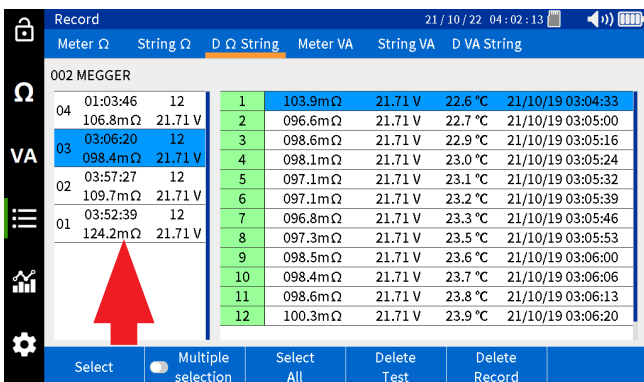 Record 21/10/22 04:02:13
Meter Ω String Ω D Ω String Meter VA String VA D VA String
002 MEGGER
Ω
VA
04 01:03:46 12
106.8mΩ 21.71 V
03 03:06:20 12
098.4mΩ 21.71 V
02 03:57:27 12
109.7mΩ 21.71 V
01 03:52:39 12
124.2mΩ 21.71 V
1 103.9mΩ 21.71 V 22.6 °C 21/10/19 03:04:33
2 096.6mΩ 21.71 V 22.7 °C 21/10/19 03:05:00
3 098.6mΩ 21.71 V 22.9 °C 21/10/19 03:05:16
4 098.1mΩ 21.71 V 23.0 °C 21/10/19 03:05:24
5 097.1mΩ 21.71 V 23.1 °C 21/10/19 03:05:32
6 097.1mΩ 21.71 V 23.2 °C 21/10/19 03:05:39
7 096.8mΩ 21.71 V 23.3 °C 21/10/19 03:05:46
8 097.3mΩ 21.71 V 23.5 °C 21/10/19 03:05:53
9 098.5mΩ 21.71 V 23.6 °C 21/10/19 03:06:00
10 098.4mΩ 21.71 V 23.7 °C 21/10/19 03:06:06
11 098.6mΩ 21.71 V 23.8 °C 21/10/19 03:06:13
12 100.3mΩ 21.71 V 23.9 °C 21/10/19 03:06:20
Select
Multiple selection
Select All
Delete Test
Delete Record